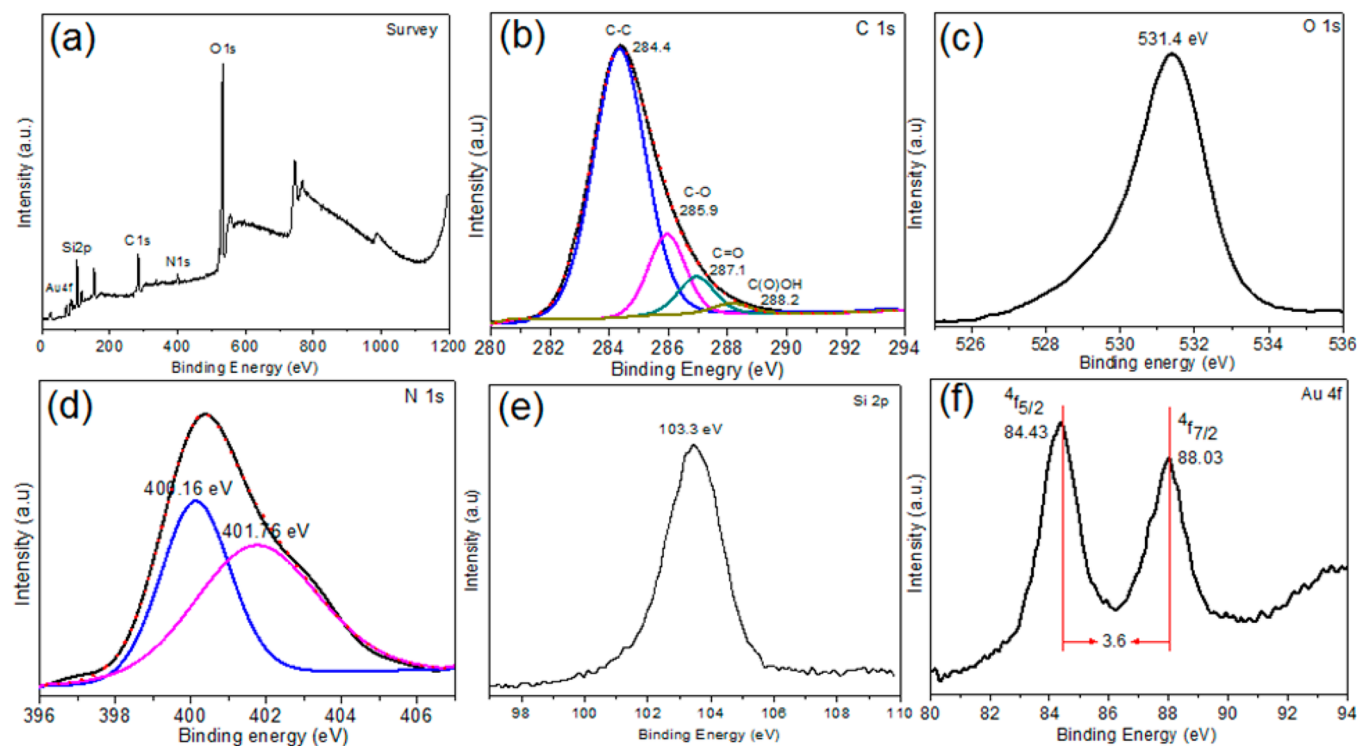 (a)
Survey
O1s
Si2p
C1s
N1s
Au4f
Intensity (a.u.)
0 200 400 600 800 1000 1200
Binding Energy (eV)
(b)
C 1s
C-C
284.4
C-O
285.9
C=O
287.1
C(O)OH
288.2
Intensity (a.u)
280 282 284 286 288 290 292 294
Binding Enegry (eV)
(c)
O 1s
531.4 eV
Intensity (a.u)
526 528 530 532 534 536
Binding energy (eV)
(d)
N 1s
400.16 eV
401.76 eV
Intensity (a.u)
396 398 400 402 404 406
Binding energy (eV)
(e)
Si 2p
103.3 eV
Intensity (a.u)
98 100 102 104 106 108 110
Binding energy (eV)
(f)
Au 4f
4f5/2
84.43
4f7/2
88.03
3.6
Intensity (a.u.)
80 82 84 86 88 90 92 94
Binding Energy (eV)